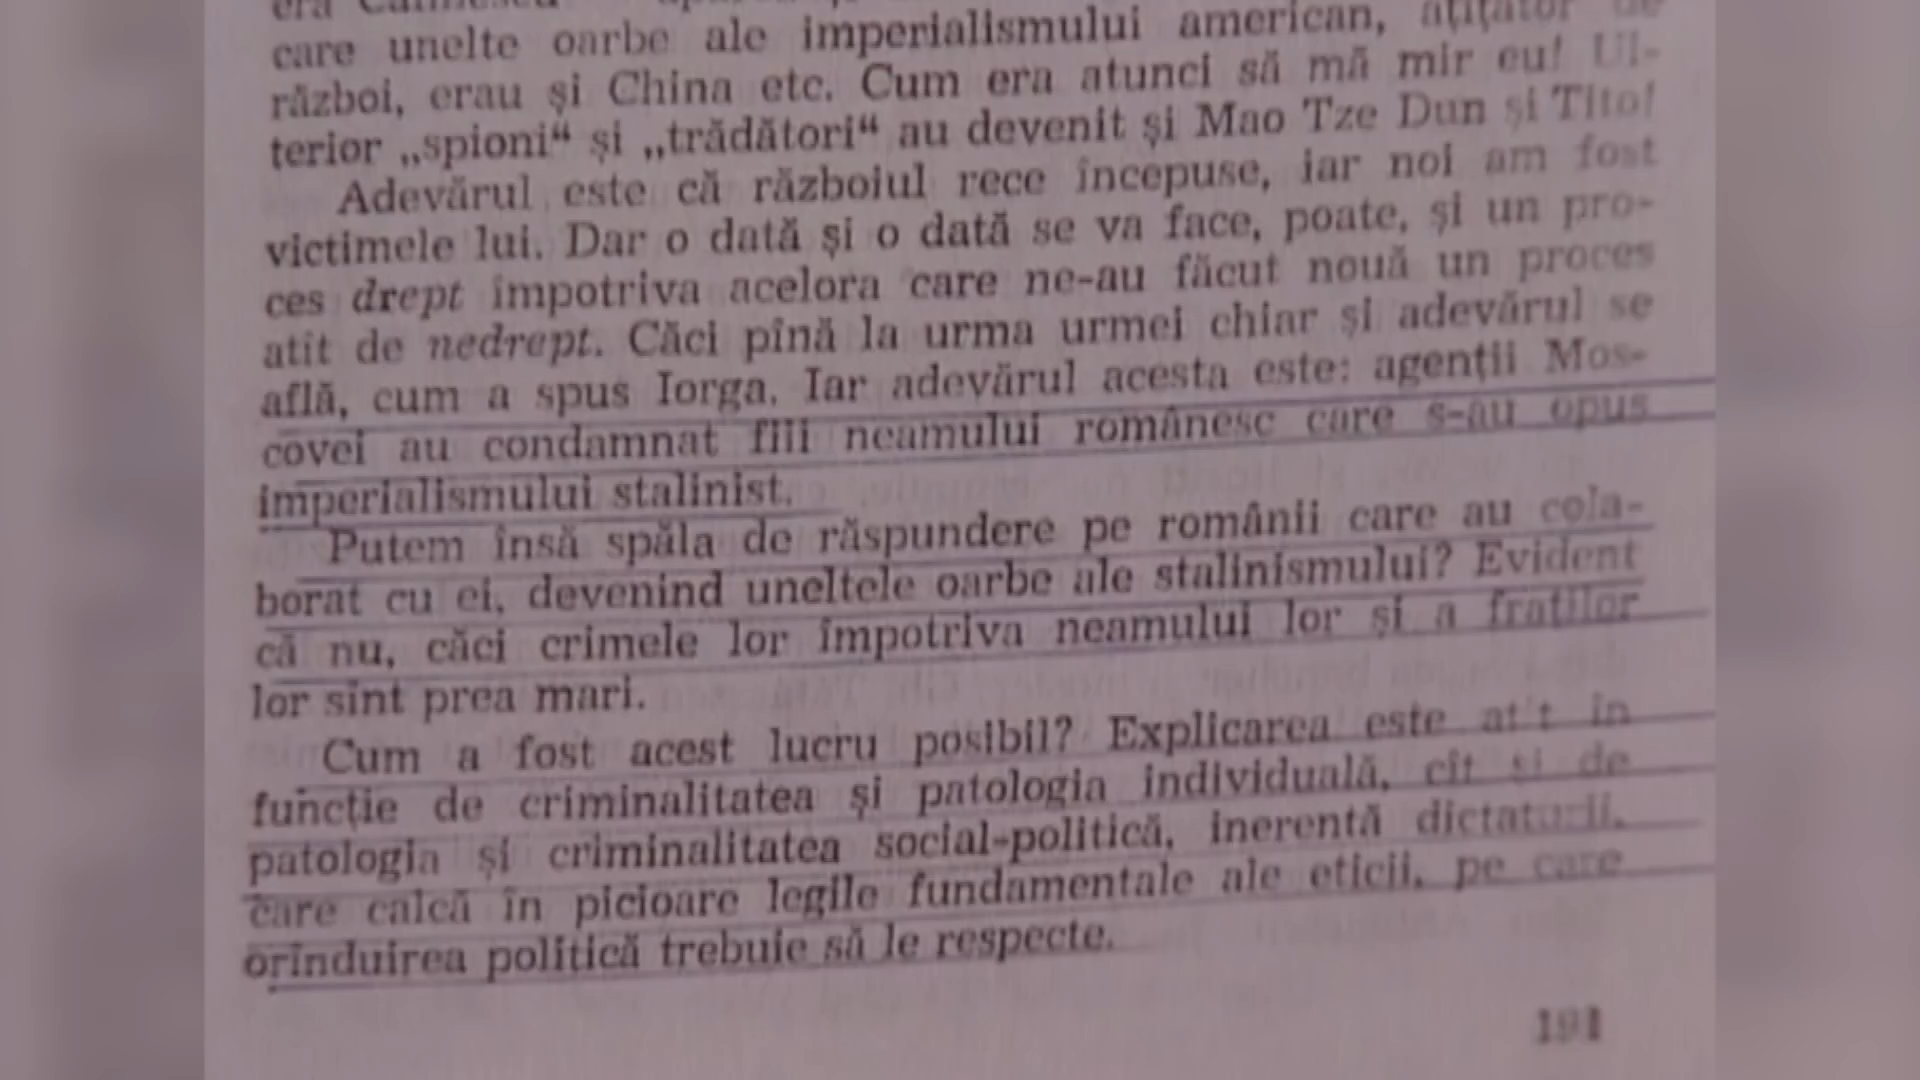 era
care unelte oarbe ale imperialismului american, ațîțător de
război, erau și China etc. Cum era atunci să mă mir eu! Ul-
terior „spioni“ și „trădători“ au devenit și Mao Tze Dun și Tito!
Adevărul este că războiul rece începuse, iar noi am fost
victimele lui. Dar o dată și o dată se va face, poate, și un pro-
ces drept împotriva acelora care ne-au făcut nouă un proces
atît de nedrept. Căci pînă la urma urmei chiar și adevărul se
află, cum a spus Iorga. Iar adevărul acesta este: agenții Mos-
covei au condamnat fiii neamului românesc care s-au opus
imperialismului stalinist.
Putem însă spăla de răspundere pe românii care au cola-
borat cu ei, devenind uneltele oarbe ale stalinismului? Evident
că nu, căci crimele lor împotriva neamului lor și a fraților
lor sînt prea mari.
Cum a fost acest lucru posibil? Explicarea este atît în
funcție de criminalitatea și patologia individuală, cît și de
patologia și criminalitatea social-politică, inerentă dictaturii,
care calcă în picioare legile fundamentale ale eticii, pe care
orînduirea politică trebuie să le respecte.
191